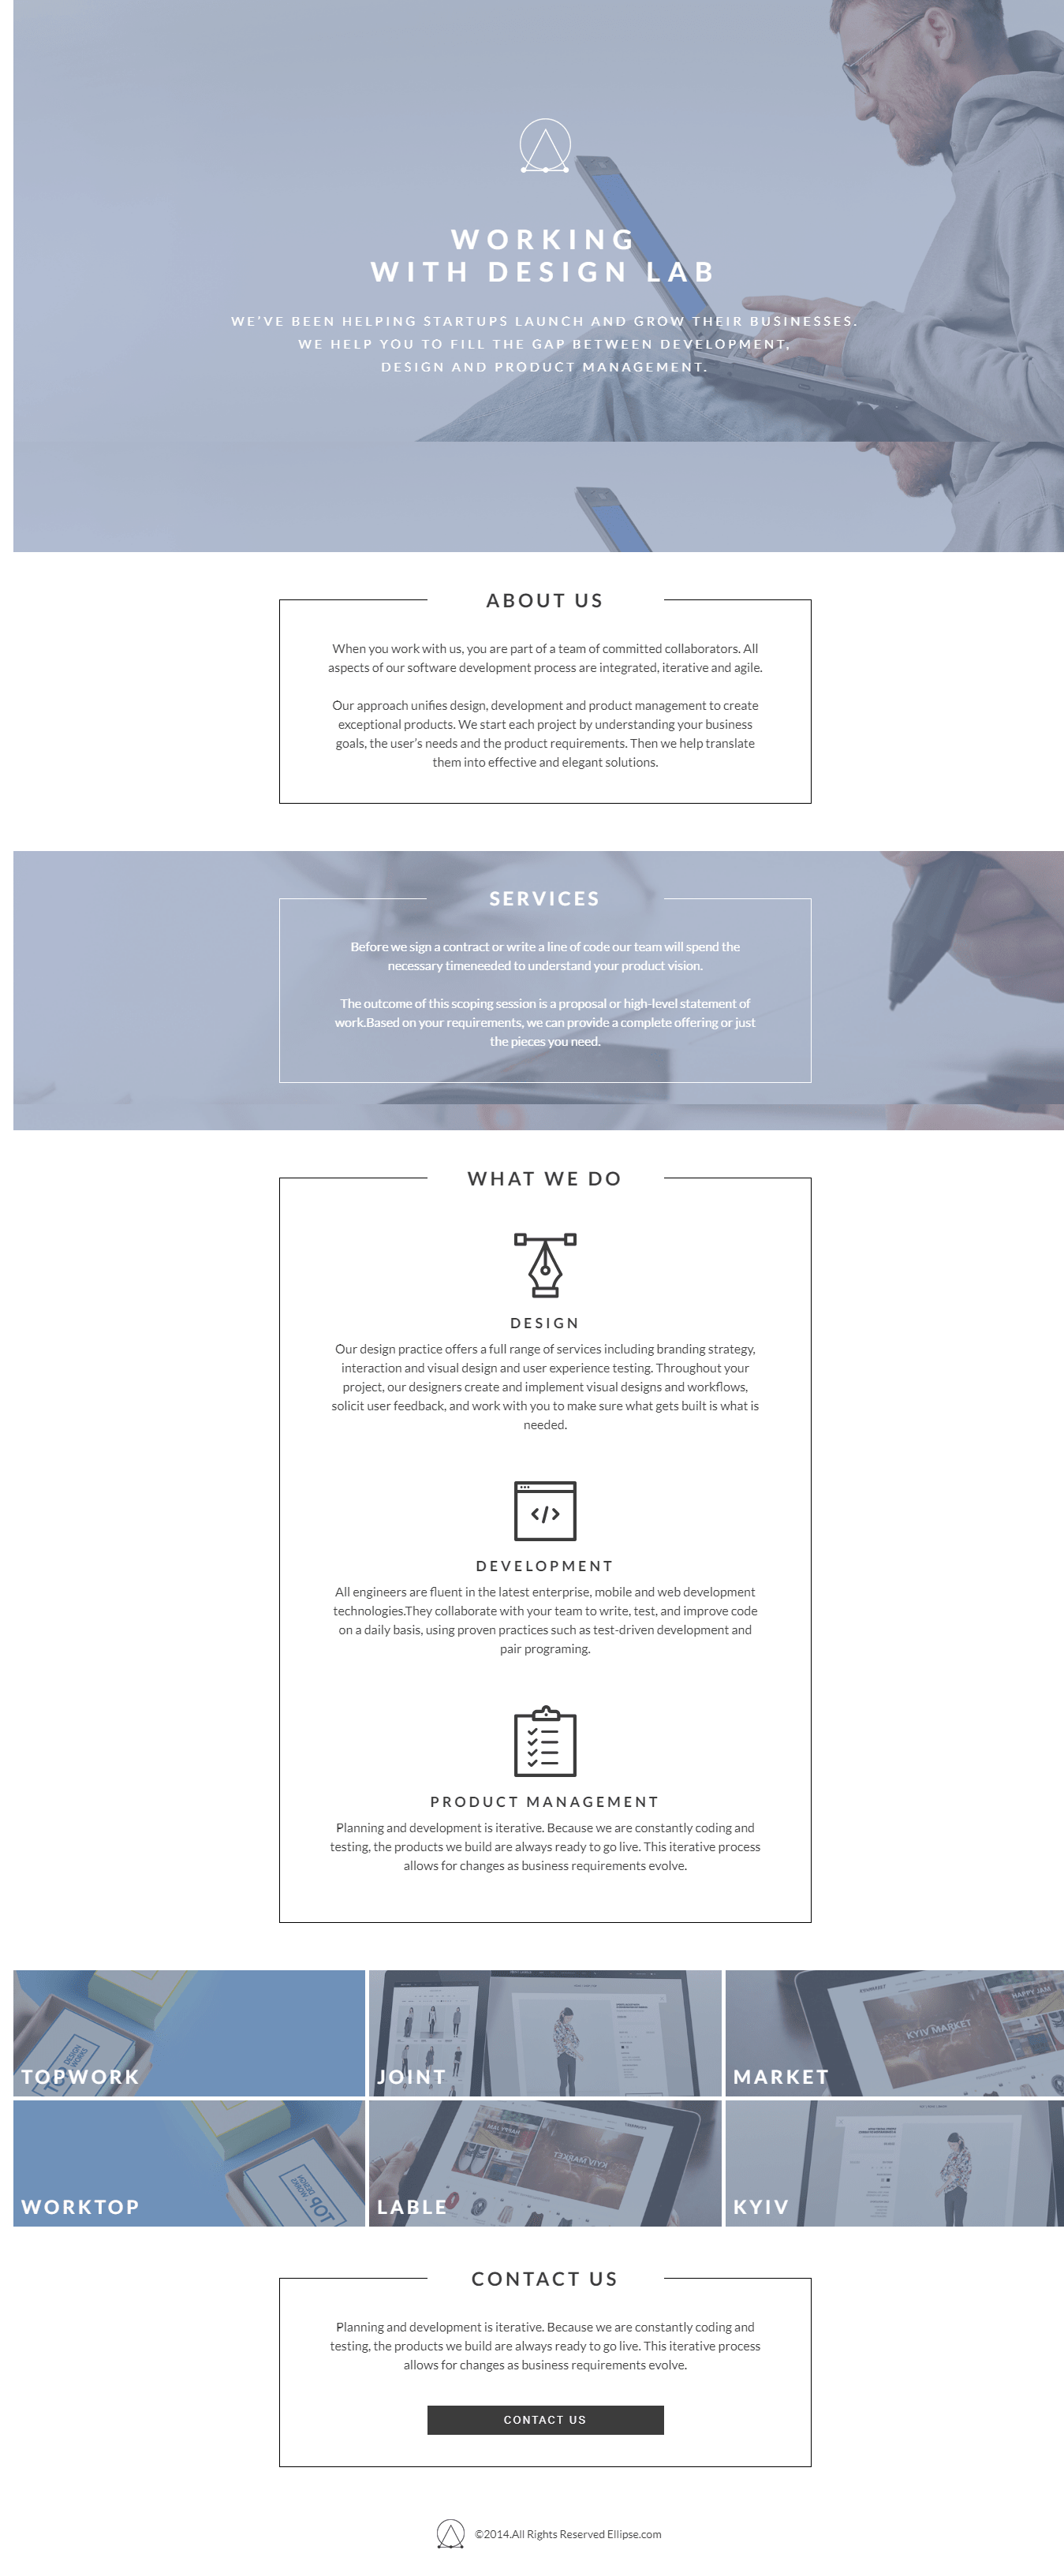 WORKING
WITH DESIGN LAB
WE'VE BEEN HELPING STARTUPS LAUNCH AND GROW THEIR BUSINESSES.
WE HELP YOU TO FILL THE GAP BETWEEN DEVELOPMENT,
DESIGN AND PRODUCT MANAGEMENT.
ABOUT US
When you work with us, you are part of a team of committed collaborators. All
aspects of our software development process are integrated, iterative and agile.
Our approach unifies design, development and product management to create
exceptional products. We start each project by understanding your business
goals, the user's needs and the product requirements. Then we help translate
them into effective and elegant solutions.
SERVICES
Before we sign a contract or write a line of code our team will spend the
necessary timeneeded to understand your product vision.
The outcome of this scoping session is a proposal or high-level statement of
work.Based on your requirements, we can provide a complete offering or just
the pieces you need.
WHAT WE DO
DESIGN
Our design practice offers a full range of services including branding strategy,
interaction and visual design and user experience testing. Throughout your
project, our designers create and implement visual designs and workflows,
solicit user feedback, and work with you to make sure what gets built is what is
needed.
DEVELOPMENT
All engineers are fluent in the latest enterprise, mobile and web development
technologies.They collaborate with your team to write, test, and improve code
on a daily basis, using proven practices such as test-driven development and
pair programing.
PRODUCT MANAGEMENT
Planning and development is iterative. Because we are constantly coding and
testing, the products we build are always ready to go live. This iterative process
allows for changes as business requirements evolve.
TOPWORK
JOINT
HAPPY JAM
KYIV MARKET
MARKET
WORKTOP
LABLE
KYIV MARKET
KYIV
CONTACT US
Planning and development is iterative. Because we are constantly coding and
testing, the products we build are always ready to go live. This iterative process
allows for changes as business requirements evolve.
CONTACT US
©2014.All Rights Reserved Ellipse.com